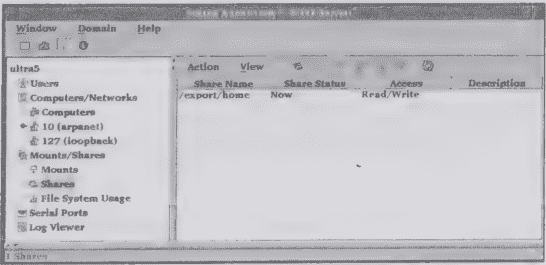 Window Domain Help
ultra5
Users
Computers/Networks
Computers
10 (arpanet)
127 (loopback)
Mounts/Shares
Mounts
Shares
File System Usage
Serial Ports
Log Viewer
Action View
Share Name Share Status Access Description
/export/home Now Read/Write
1 Shares